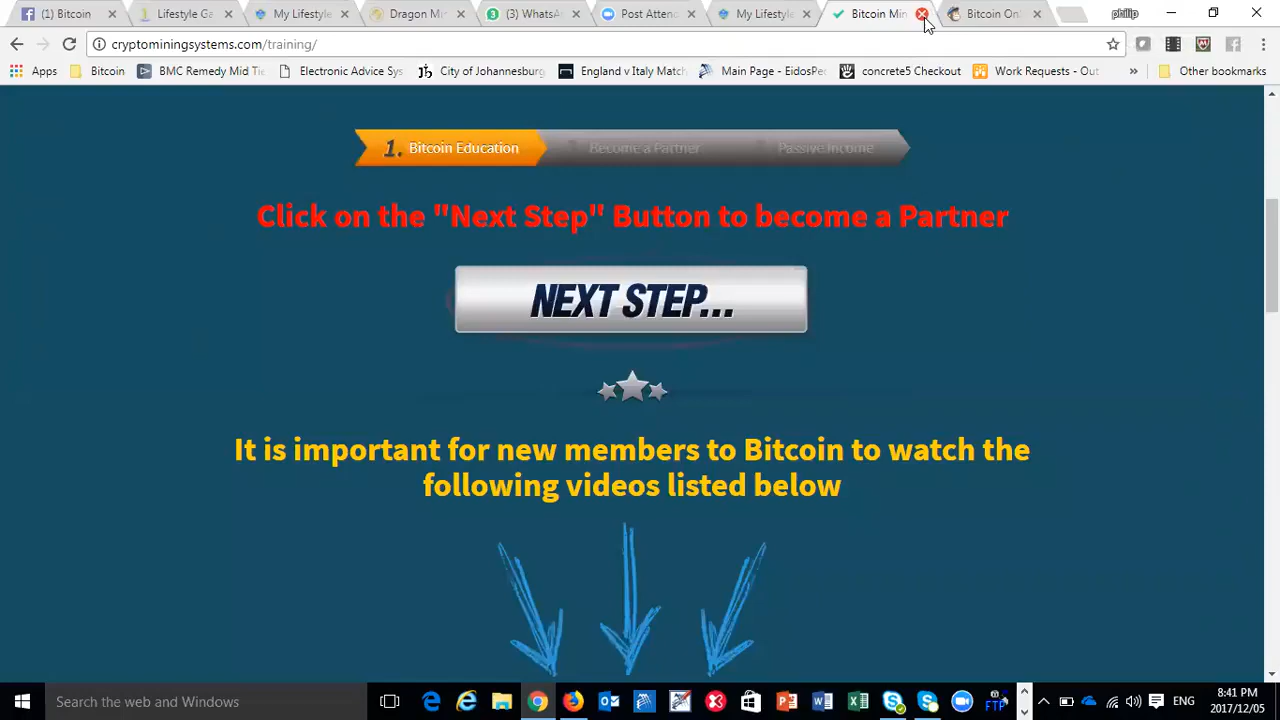 (1) Bitcoin
Lifestyle Ga
My Lifestyle
Dragon Mi
(3) WhatsA
Post Attend
My Lifestyle
Bitcoin Min
Bitcoin On
philip
cryptominingsystems.com/training/
Apps
Bitcoin
BMC Remedy Mid Tie
Electronic Advice Sys
City of Johannesburg
England v Italy Match
Main Page - EidosPe
concrete5 Checkout
Work Requests - Out
»
Other bookmarks
1. Bitcoin Education
Become a Partner
Passive Income
Click on the "Next Step" Button to become a Partner
NEXT STEP...
It is important for new members to Bitcoin to watch the
following videos listed below
Search the web and Windows
FTP
ENG
8:41 PM
2017/12/05